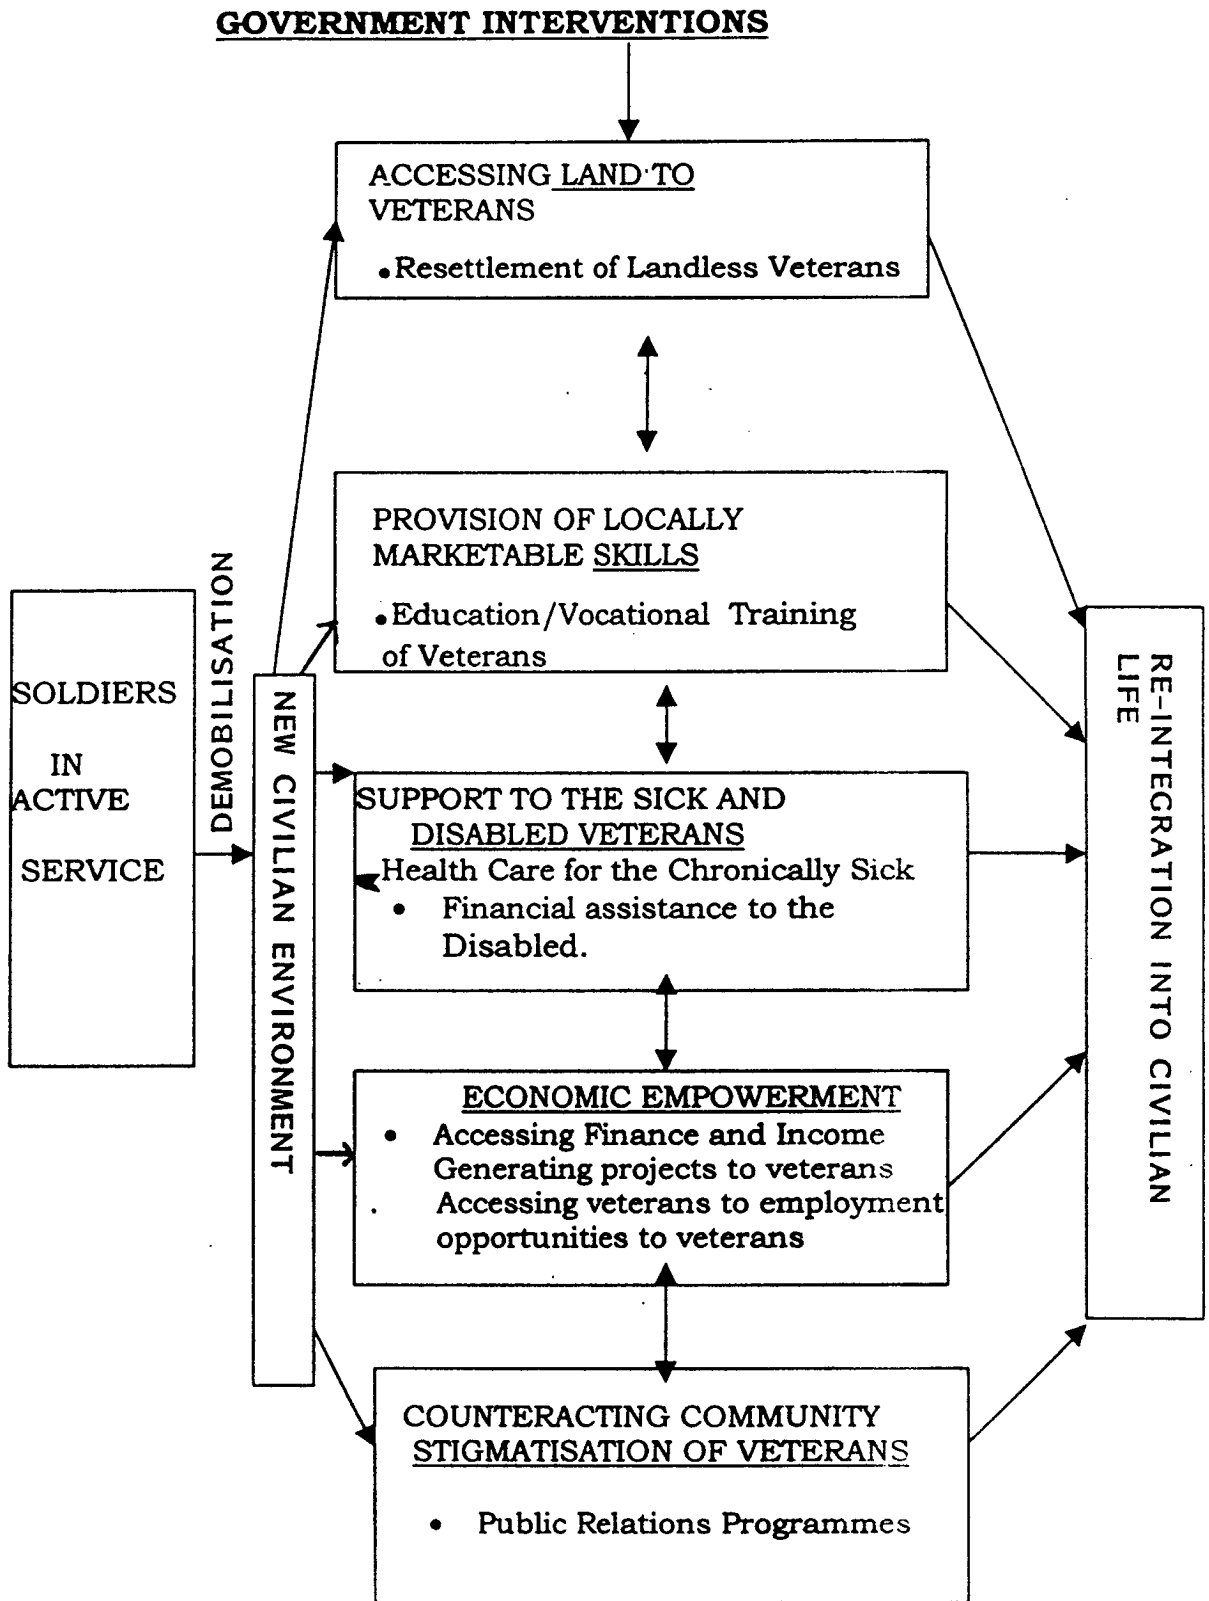 GOVERNMENT INTERVENTIONS
ACCESSING LAND TO
VETERANS
• Resettlement of Landless Veterans
PROVISION OF LOCALLY
MARKETABLE SKILLS
• Education/Vocational Training
of Veterans
SOLDIERS
IN
ACTIVE
SERVICE
DEMOBILISATION
NEW CIVILIAN ENVIRONMENT
SUPPORT TO THE SICK AND
DISABLED VETERANS
Health Care for the Chronically Sick
• Financial assistance to the
Disabled.
ECONOMIC EMPOWERMENT
• Accessing Finance and Income
Generating projects to veterans
. Accessing veterans to employment
opportunities to veterans
COUNTERACTING COMMUNITY
STIGMATISATION OF VETERANS
• Public Relations Programmes
RE-INTEGRATION INTO CIVILIAN
LIFE